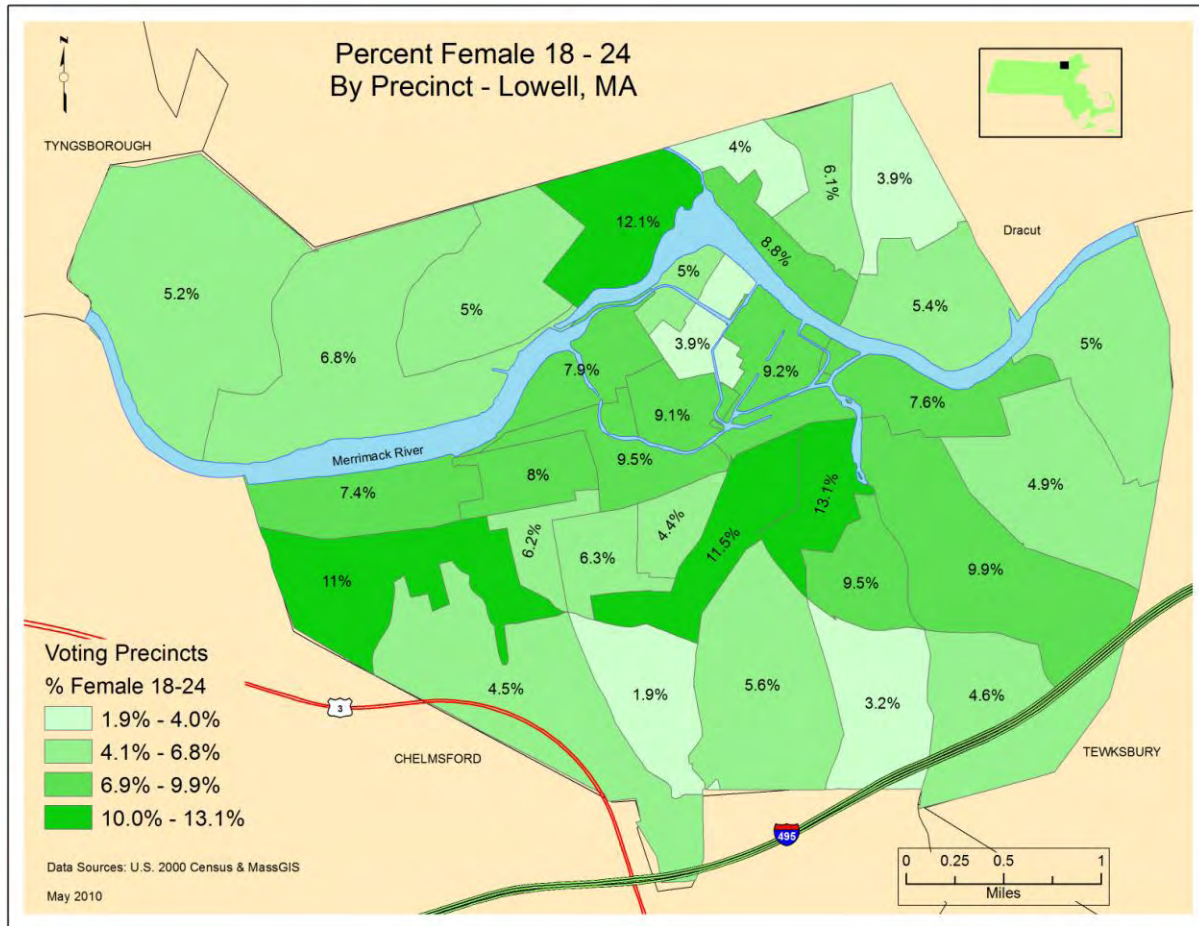 Percent Female 18 - 24
By Precinct - Lowell, MA
z
TYNGSBOROUGH
4%
6.1%
3.9%
12.1%
Dracut
8.8%
5%
5.2%
5%
5.4%
6.8%
3.9%
5%
7.9%
9.2%
9.1%
7.6%
Merrimack River
9.5%
8%
7.4%
4.9%
13.1%
4.4%
6.2%
6.3%
11.5%
11%
9.5%
9.9%
4.5%
1.9%
5.6%
3.2%
4.6%
3
CHELMSFORD
TEWKSBURY
495
Voting Precincts
% Female 18-24
1.9% - 4.0%
4.1% - 6.8%
6.9% - 9.9%
10.0% - 13.1%
Data Sources: U.S. 2000 Census & MassGIS
May 2010
0 0.25 0.5 1
Miles